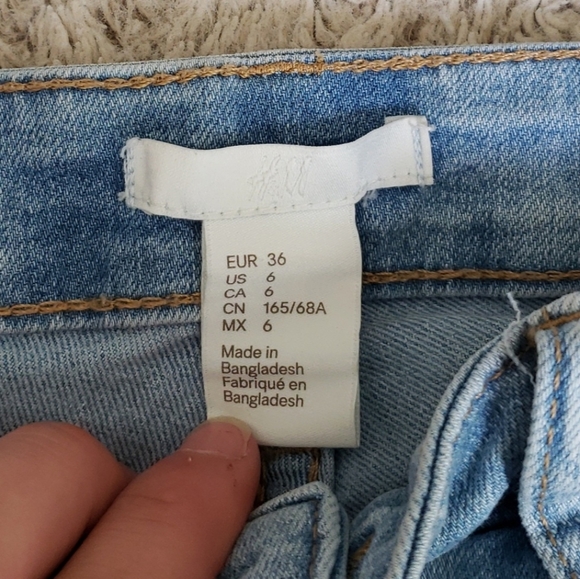 H&M
EUR 36
US 6
CA 6
CN 165/68A
MX 6
Made in
Bangladesh
Fabriqué en
Bangladesh